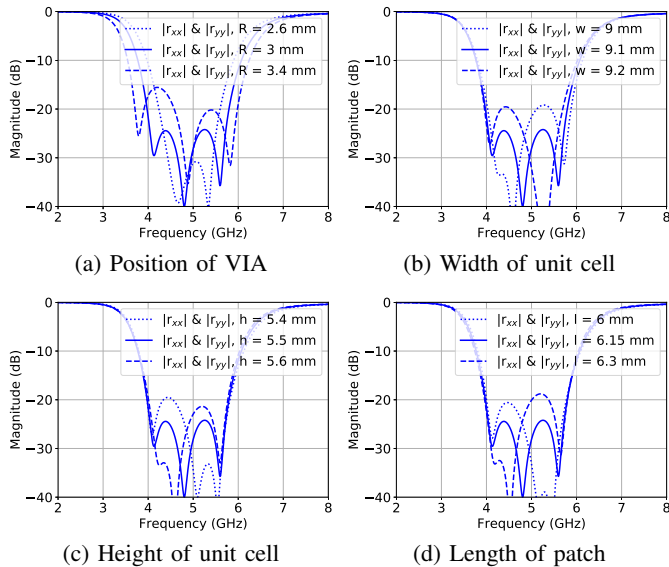 |rxx| & |ryy|, R = 2.6 mm
|rxx| & |ryy|, R = 3 mm
|rxx| & |ryy|, R = 3.4 mm
0
−10
−20
−30
−40
Magnitude (dB)
2 3 4 5 6 7 8
Frequency (GHz)
(a) Position of VIA
|rxx| & |ryy|, w = 9 mm
|rxx| & |ryy|, w = 9.1 mm
|rxx| & |ryy|, w = 9.2 mm
0
−10
−20
−30
−40
Magnitude (dB)
2 3 4 5 6 7 8
Frequency (GHz)
(b) Width of unit cell
|rxx| & |ryy|, h = 5.4 mm
|rxx| & |ryy|, h = 5.5 mm
|rxx| & |ryy|, h = 5.6 mm
0
−10
−20
−30
−40
Magnitude (dB)
2 3 4 5 6 7 8
Frequency (GHz)
(c) Height of unit cell
|rxx| & |ryy|, l = 6 mm
|rxx| & |ryy|, l = 6.15 mm
|rxx| & |ryy|, l = 6.3 mm
0
−10
−20
−30
−40
Magnitude (dB)
2 3 4 5 6 7 8
Frequency (GHz)
(d) Length of patch